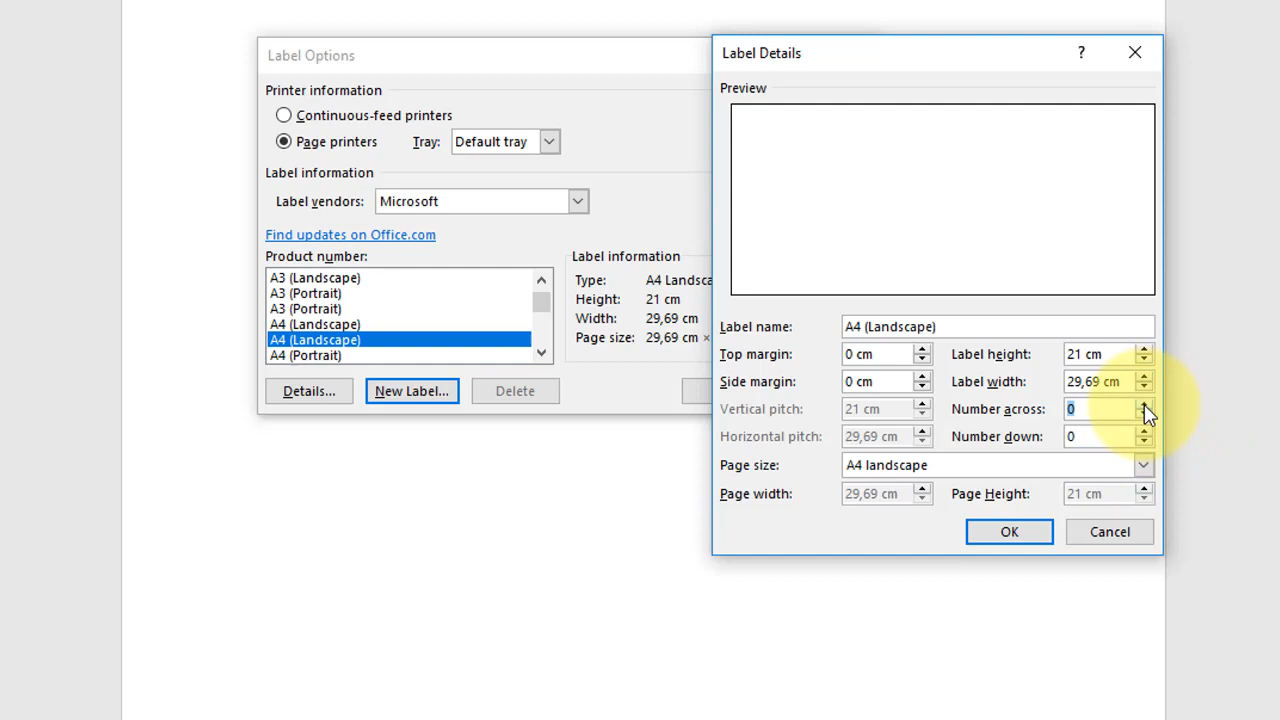 Label Options
Printer information
Continuous-feed printers
Page printers
Tray:
Default tray
Label information
Label vendors:
Microsoft
Find updates on Office.com
Product number:
A3 (Landscape)
A3 (Portrait)
A3 (Portrait)
A4 (Landscape)
A4 (Landscape)
A4 (Portrait)
Label information
Type: A4 Landsca
Height: 21 cm
Width: 29,69 cm
Page size: 29,69 cm ×
Details...
New Label...
Delete
Label Details
?
Preview
Label name: A4 (Landscape)
Top margin: 0 cm Label height: 21 cm
Side margin: 0 cm Label width: 29,69 cm
Vertical pitch: 21 cm Number across: 0
Horizontal pitch: 29,69 cm Number down: 0
Page size: A4 landscape
Page width: 29,69 cm Page Height: 21 cm
OK
Cancel